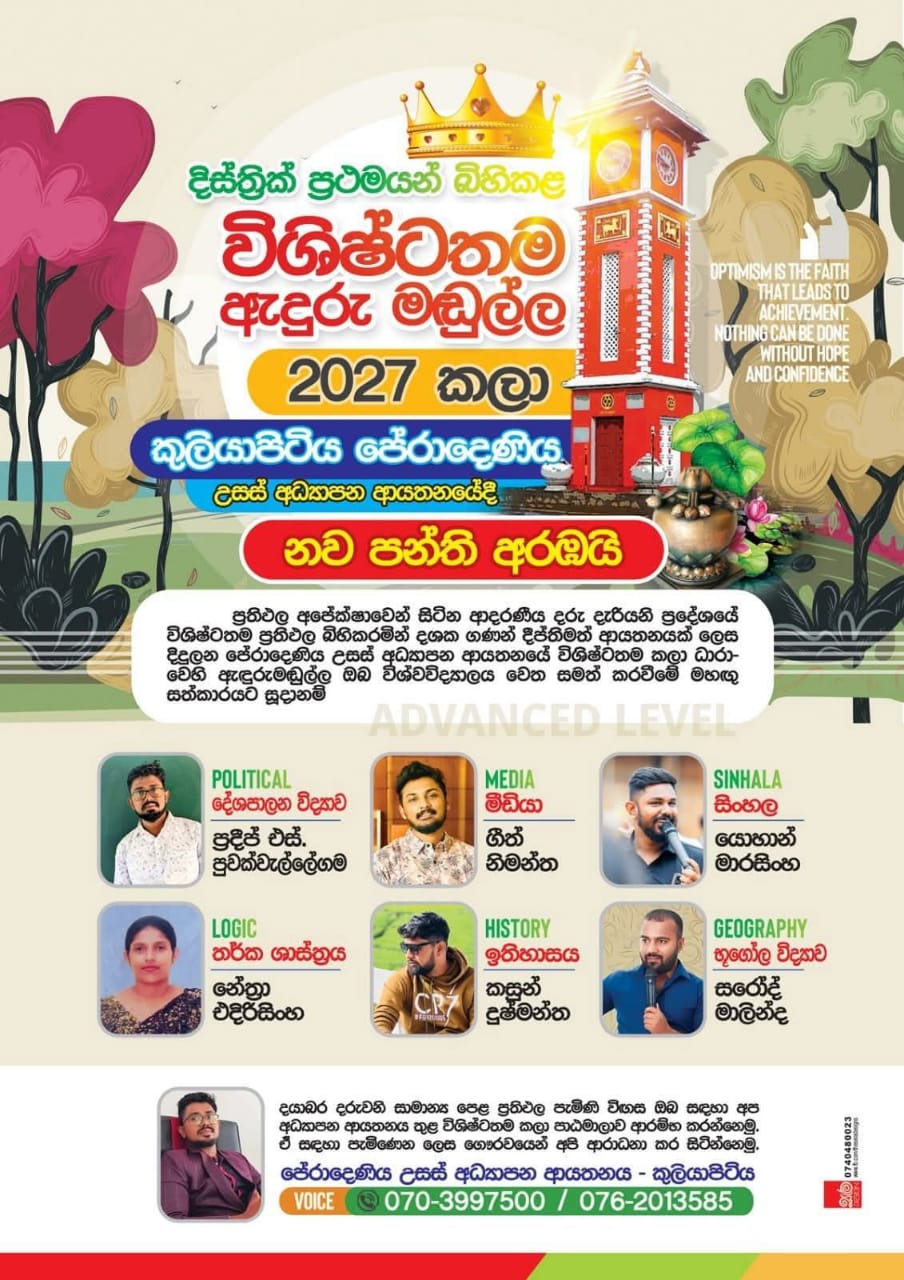 දිස්ත්‍රික් ප්‍රථමයන් බිහිකළ
විශිෂ්ටතම
ඇදුරු මඬුල්ල
2027 කලා
කුලියාපිටිය පේරාදෙණිය
උසස් අධ්‍යාපන ආයතනයේදී
නව පන්ති අරඹයි
OPTIMISM IS THE FAITH
THAT LEADS TO
ACHIEVEMENT.
NOTHING CAN BE DONE
WITHOUT HOPE
AND CONFIDENCE
ප්‍රතිඵල අපේක්ෂාවෙන් සිටින ආදරණීය දරු දැරියනි ප්‍රදේශයේ
විශිෂ්ටතම ප්‍රතිඵල බිහිකරමින් දශක ගණන් දීප්තිමත් ආයතනයක් ලෙස
දිදුලන පේරාදෙණිය උසස් අධ්‍යාපන ආයතනයේ විශිෂ්ටතම කලා ධාරා-
වෙහි ඇඳුරුමඬුල්ල ඔබ විශ්වවිද්‍යාලය වෙත සමත් කරවීමේ මහඟු
සත්කාරයට සූදානම්
ADVANCED LEVEL
POLITICAL
දේශපාලන විද්‍යාව
ප්‍රදීප් එස්.
පුවක්වැල්ලේගම
MEDIA
මීඩියා
ගීත්
නිමන්ත
SINHALA
සිංහල
යොහාන්
මාරසිංහ
LOGIC
තර්ක ශාස්ත්‍රය
නේත්‍රා
එදිරිසිංහ
HISTORY
ඉතිහාසය
කසුන්
දුෂ්මන්ත
CR7
GEOGRAPHY
භූගෝල විද්‍යාව
සරෝද්
මාලින්ද
දයාබර දරුවනි සාමාන්‍ය පෙළ ප්‍රතිඵල පැමිණි විගස ඔබ සඳහා අප
අධ්‍යාපන ආයතනය තුළ විශිෂ්ටතම කලා පාඨමාලාව ආරම්භ කරන්නෙමු.
ඒ සඳහා පැමිණෙන ලෙස ගෞරවයෙන් අපි ආරාධනා කර සිටින්නෙමු.
පේරාදෙණිය උසස් අධ්‍යාපන ආයතනය - කුලියාපිටිය
VOICE 070-3997500 / 076-2013585
0740480023